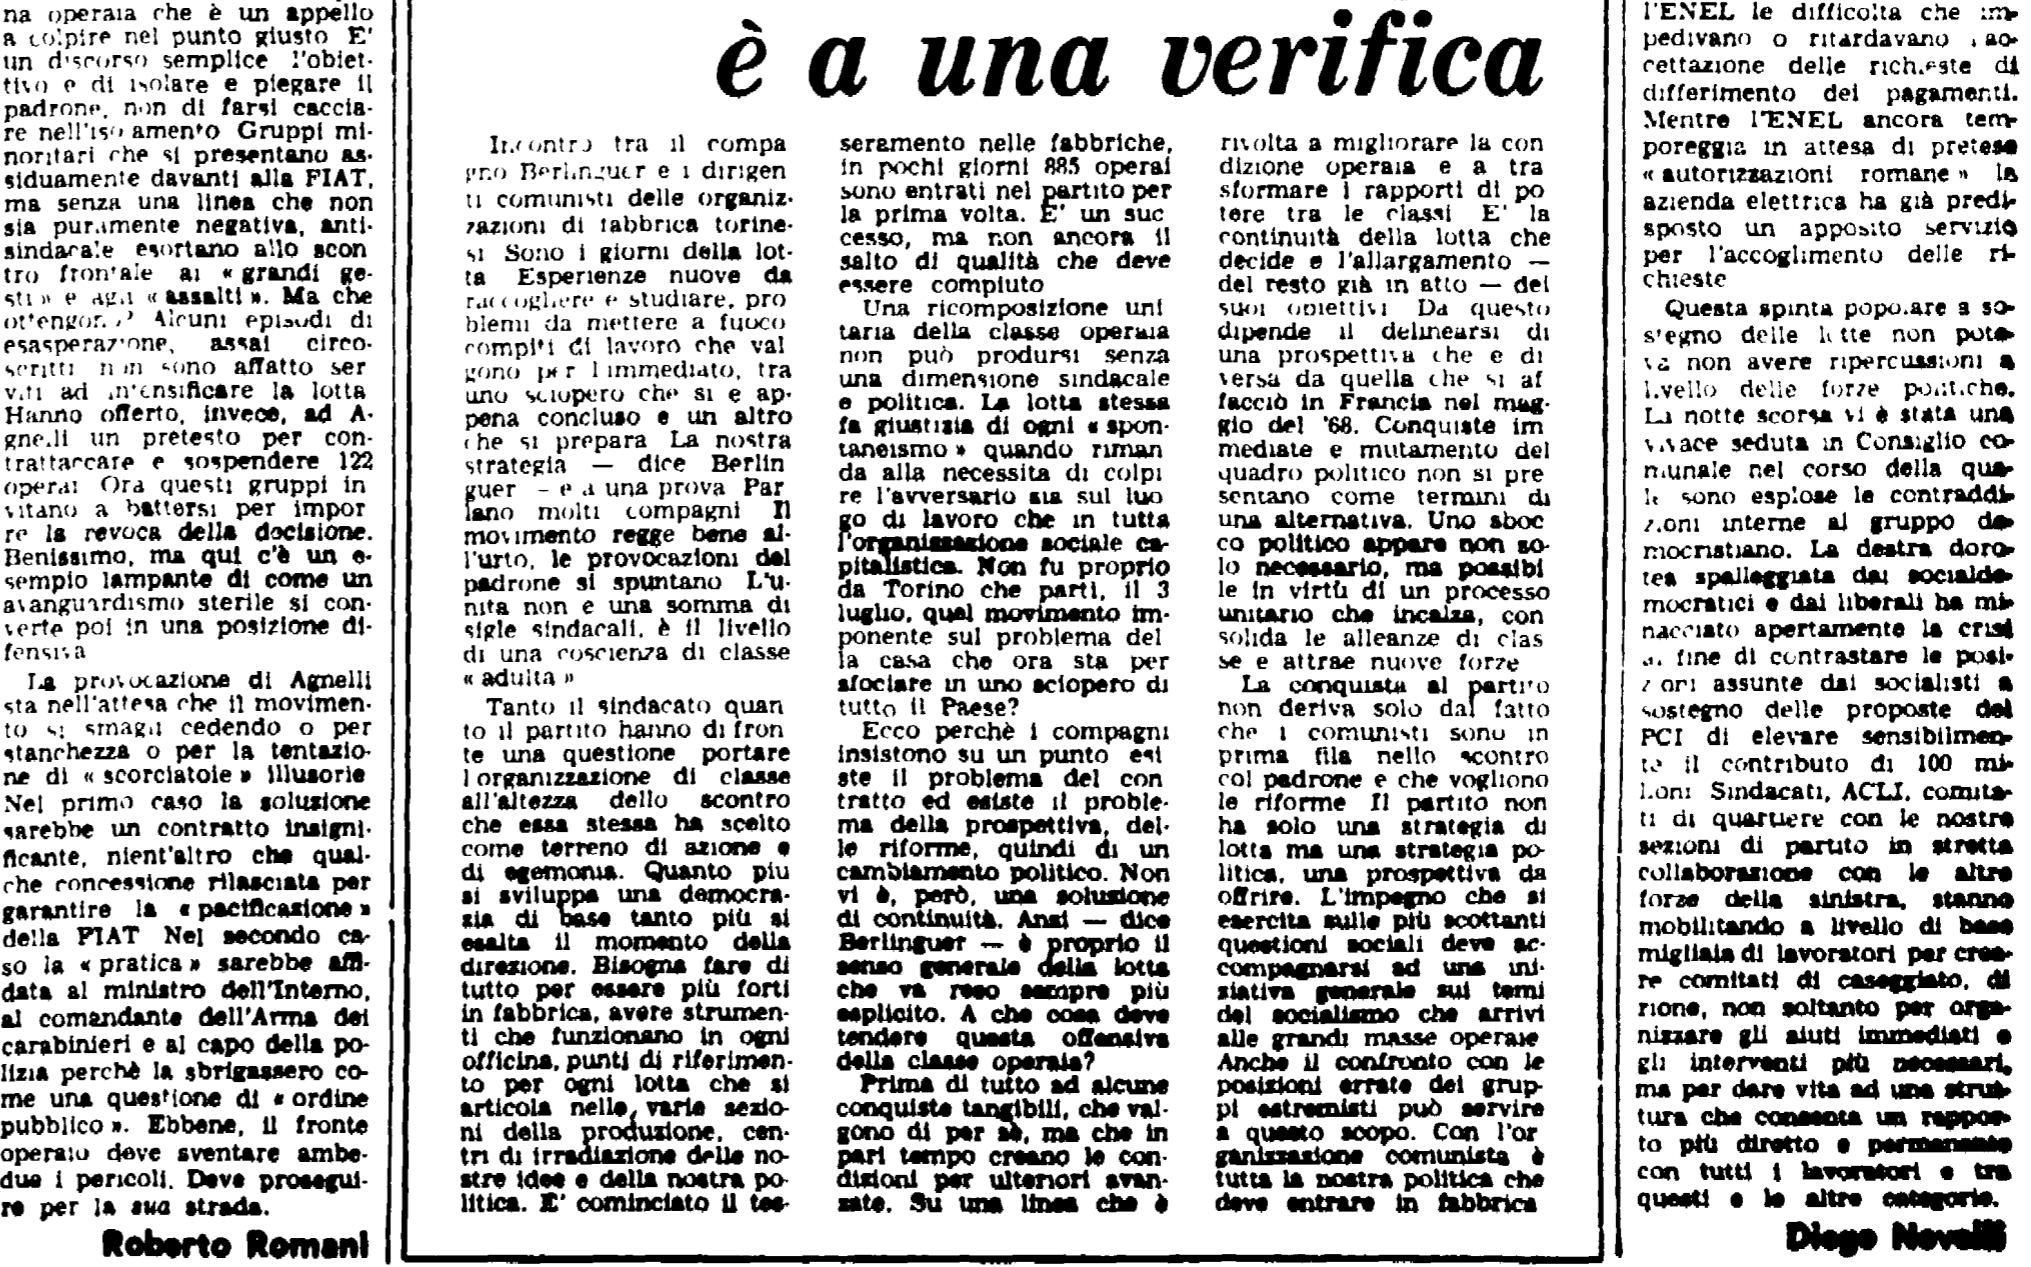 na operaia che è un appello
a colpire nel punto giusto E'
un discorso semplice l'obiet-
tivo e di isolare e piegare il
padrone, non di farsi caccia-
re nell'iso amento Gruppi mi-
noritari che si presentano as-
siduamente davanti alla FIAT,
ma senza una linea che non
sia puramente negativa, anti-
sindacale esortano allo scon
tro frontale ai « grandi ge-
sti » e agli « assalti ». Ma che
ottengono? Alcuni episodi di
esasperazione, assai circo-
scritti non sono affatto ser
viti ad intensificare la lotta
Hanno offerto, invece, ad A-
gnelli un pretesto per con-
trattaccare e sospendere 122
operai Ora questi gruppi in
vitano a battersi per impor
re la revoca della docisione.
Benissimo, ma qui c'è un e-
sempio lampante di come un
avanguardismo sterile si con-
verte poi in una posizione di-
fensiva
La provocazione di Agnelli
sta nell'attesa che il movimen-
to si smagli cedendo o per
stanchezza o per la tentazio-
ne di « scorciatoie » illusorie
Nel primo caso la soluzione
sarebbe un contratto insigni-
ficante, nient'altro che qual-
che concessione rilasciata per
garantire la « pacificazione »
della FIAT Nel secondo ca-
so la « pratica » sarebbe affi-
data al ministro dell'Interno,
al comandante dell'Arma dei
carabinieri e al capo della po-
lizia perchè la sbrigassero co-
me una questione di « ordine
pubblico ». Ebbene, il fronte
operaio deve sventare ambe-
due i pericoli. Deve prosegui-
re per la sua strada.
Roberto Romani
è a una verifica
Incontro tra il compa
gno Berlinguer e i dirigen
ti comunisti delle organiz-
zazioni di fabbrica torine-
si Sono i giorni della lot-
ta Esperienze nuove da
raccogliere e studiare, pro
blemi da mettere a fuoco
compiti di lavoro che val
gono per l immediato, tra
uno sciopero che si e ap-
pena concluso e un altro
che si prepara La nostra
strategia — dice Berlin
guer – e a una prova Par
lano molti compagni Il
movimento regge bene al-
l'urto, le provocazioni del
padrone si spuntano L'u-
nita non e una somma di
sigle sindacali, è il livello
di una coscienza di classe
« adulta »
Tanto il sindacato quan
to il partito hanno di fron
te una questione portare
l organizzazione di classe
all'altezza dello scontro
che essa stessa ha scelto
come terreno di azione e
di egemonia. Quanto piu
si sviluppa una democra-
zia di base tanto più si
esalta il momento della
direzione. Bisogna fare di
tutto per essere più forti
in fabbrica, avere strumen-
ti che funzionano in ogni
officina, punti di riferimen-
to per ogni lotta che si
articola nelle varie sezio-
ni della produzione, cen-
tri di irradiazione delle no-
stre idee e della nostra po-
litica. E' cominciato il tes-
seramento nelle fabbriche,
in pochi giorni 885 operai
sono entrati nel partito per
la prima volta. E' un suc
cesso, ma non ancora il
salto di qualità che deve
essere compiuto
Una ricomposizione uni
taria della classe operaia
non può prodursi senza
una dimensione sindacale
e politica. La lotta stessa
fa giustizia di ogni « spon-
taneismo » quando riman
da alla necessita di colpi
re l'avversario sia sul luo
go di lavoro che in tutta
l'organizzazione sociale ca-
pitalistica. Non fu proprio
da Torino che parti, il 3
luglio, quel movimento im-
ponente sul problema del
la casa che ora sta per
sfociare in uno sciopero di
tutto il Paese?
Ecco perchè i compagni
insistono su un punto esi
ste il problema del con
tratto ed esiste il proble-
ma della prospettiva, del-
le riforme, quindi di un
cambiamento politico. Non
vi è, però, una soluzione
di continuità. Anzi — dice
Berlinguer — è proprio il
senso generale della lotta
che va reso sempre più
esplicito. A che cosa deve
tendere questa offensiva
della classe operaia?
Prima di tutto ad alcune
conquiste tangibili, che val-
gono di per sè, ma che in
pari tempo creano le con-
dizioni per ulteriori avan-
zate. Su una linea che è
rivolta a migliorare la con
dizione operaia e a tra
sformare i rapporti di po
tere tra le classi E' la
continuità della lotta che
decide e l'allargamento —
del resto già in atto — dei
suoi obiettivi Da questo
dipende il delinearsi di
una prospettiva che e di
versa da quella che si af
facciò in Francia nel mag-
gio del '68. Conquiste im
mediate e mutamento del
quadro politico non si pre
sentano come termini di
una alternativa. Uno sboc
co politico appare non so-
lo necessario, ma possibi
le in virtù di un processo
unitario che incalza, con
solida le alleanze di clas
se e attrae nuove forze
La conquista al partito
non deriva solo dal fatto
che i comunisti sono in
prima fila nello scontro
col padrone e che vogliono
le riforme Il partito non
ha solo una strategia di
lotta ma una strategia po-
litica, una prospettiva da
offrire. L'impegno che si
esercita sulle più scottanti
questioni sociali deve ac-
compagnarsi ad una ini-
ziativa generale sui temi
del socialismo che arrivi
alle grandi masse operaie
Anche il confronto con le
posizioni errate dei grup-
pi estremisti può servire
a questo scopo. Con l'or
ganizzazione comunista è
tutta la nostra politica che
deve entrare in fabbrica
l'ENEL le difficolta che im-
pedivano o ritardavano l ac-
cettazione delle richieste di
differimento dei pagamenti.
Mentre l'ENEL ancora tem-
poreggia in attesa di pretese
« autorizzazioni romane » la
azienda elettrica ha già predi-
sposto un apposito servizio
per l'accoglimento delle ri-
chieste
Questa spinta popolare a so-
stegno delle lotte non pote-
va non avere ripercussioni a
livello delle forze politiche.
La notte scorsa vi è stata una
vivace seduta in Consiglio co-
munale nel corso della qua-
le sono esplose le contraddi-
zioni interne al gruppo de-
mocristiano. La destra doro-
tea spalleggiata dai socialde-
mocratici e dai liberali ha mi-
nacciato apertamente la crisi
al fine di contrastare le posi-
zioni assunte dai socialisti a
sostegno delle proposte del
PCI di elevare sensibilmen-
te il contributo di 100 mi-
lioni Sindacati, ACLI, comita-
ti di quartiere con le nostre
sezioni di partito in stretta
collaborazione con le altre
forze della sinistra, stanno
mobilitando a livello di base
migliaia di lavoratori per crea-
re comitati di caseggiato, di
rione, non soltanto per orga-
nizzare gli aiuti immediati e
gli interventi più necessari,
ma per dare vita ad una strut-
tura che consenta un rappor-
to più diretto e permanente
con tutti i lavoratori e tra
questi e le altre categorie.
Diego Novelli